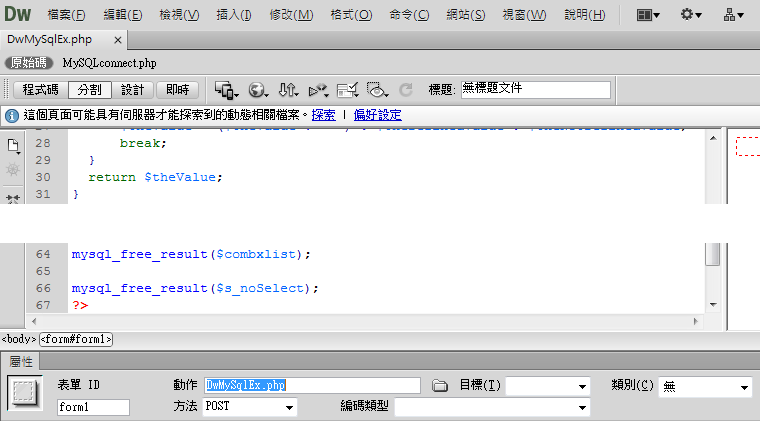 Dw 檔案(F) 編輯(E) 檢視(V) 插入(I) 修改(M) 格式(O) 命令(C) 網站(S) 視窗(W) 說明(H)
DwMySqlEx.php ×
原始碼 MySQLconnect.php
程式碼 分割 設計 即時 標題: 無標題文件
這個頁面可能具有伺服器才能探索到的動態相關檔案。探索 | 偏好設定
28 break;
29 }
30 return $theValue;
31 }
64 mysql_free_result($combxlist);
65
66 mysql_free_result($s_noSelect);
67 ?>
<body> <form#form1>
屬性
表單 ID 動作 DwMySqlEx.php 目標(T) 類別(C) 無
form1 方法 POST 編碼類型